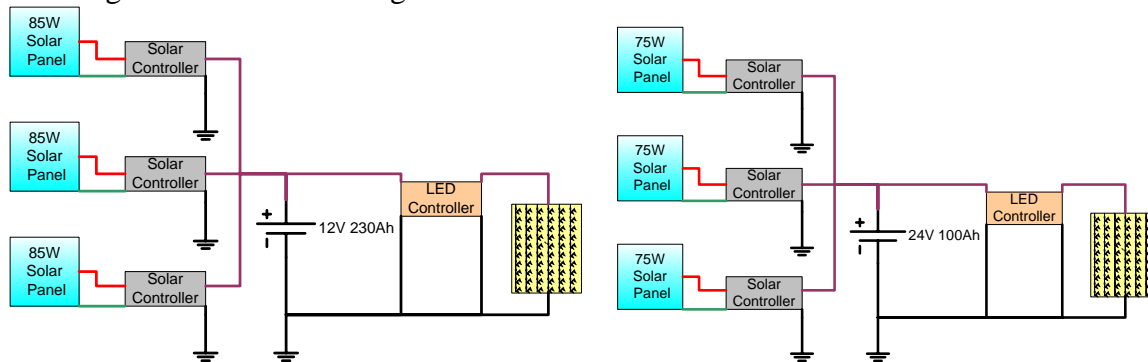 85W
Solar
Panel
Solar
Controller
85W
Solar
Panel
Solar
Controller
85W
Solar
Panel
Solar
Controller
+
12V 230Ah
LED
Controller
75W
Solar
Panel
Solar
Controller
75W
Solar
Panel
Solar
Controller
75W
Solar
Panel
Solar
Controller
+
24V 100Ah
LED
Controller